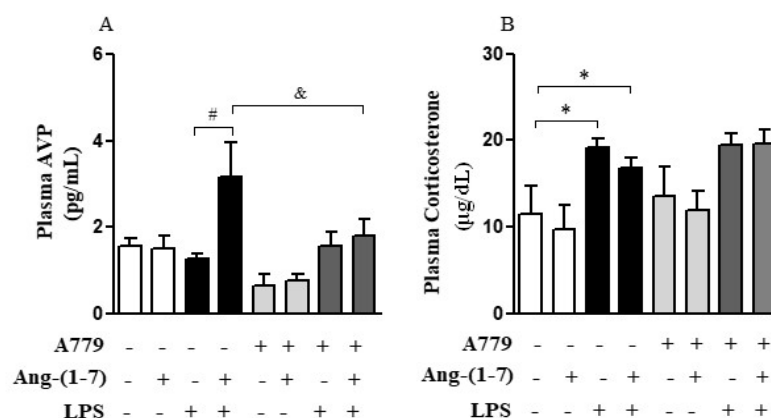 A
Plasma AVP
(pg/mL)
6
4
2
0
#
&
A779 - - - - + + + +
Ang-(1-7) - + - + - + - +
LPS - - + + - - + +
B
Plasma Corticosterone
(µg/dL)
30
20
10
0
*
*
A779 - - - - + + + +
Ang-(1-7) - + - + - + - +
LPS - - + + - - + +